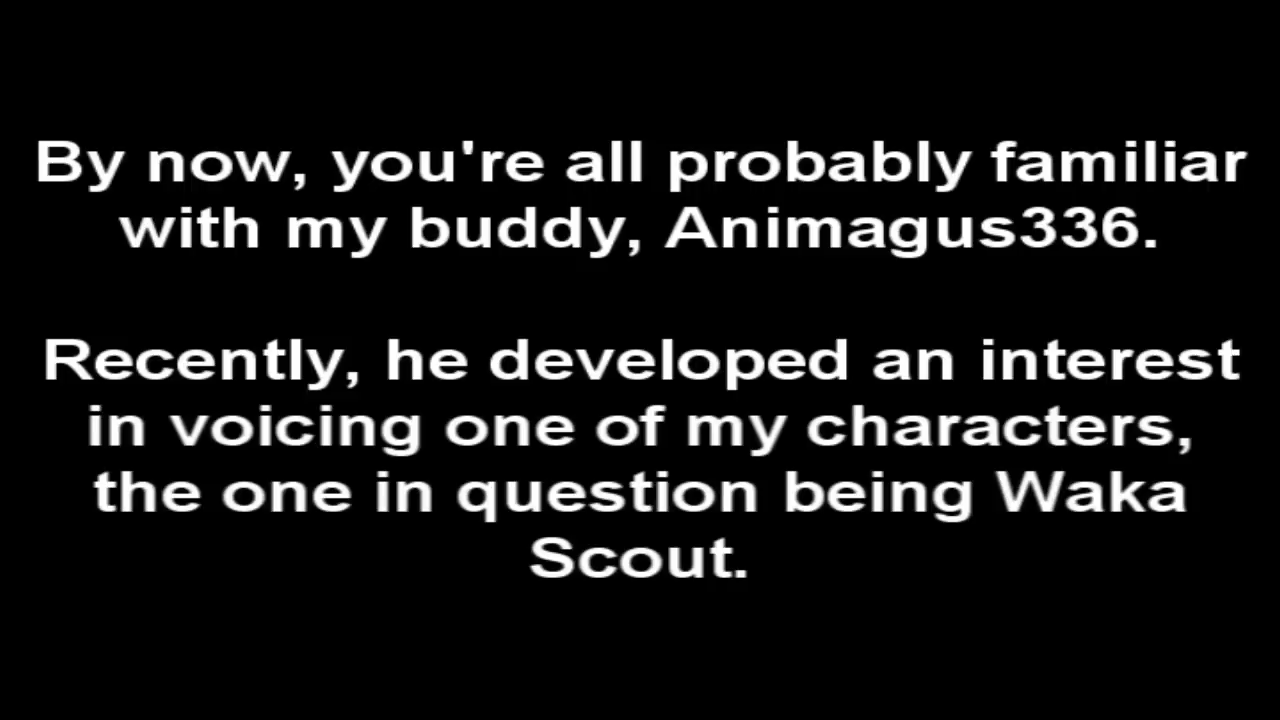 By now, you're all probably familiar
with my buddy, Animagus336.
Recently, he developed an interest
in voicing one of my characters,
the one in question being Waka
Scout.